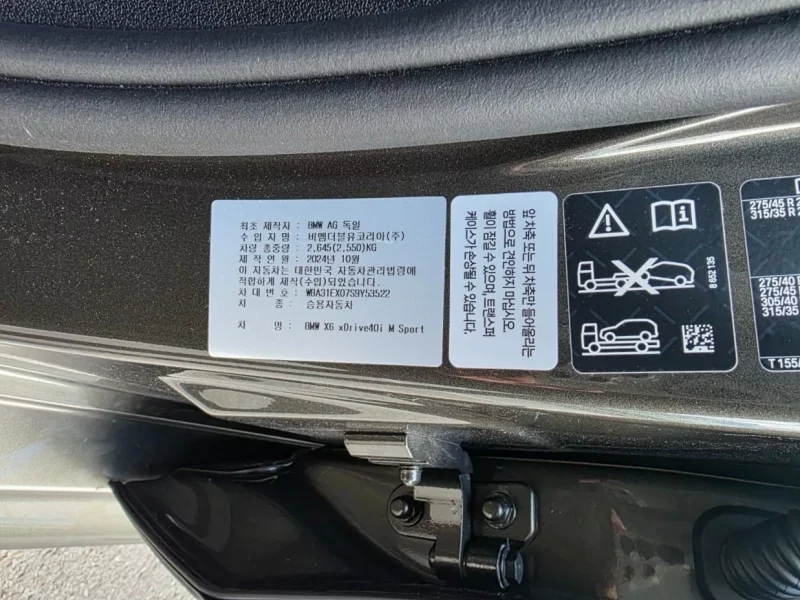 최초 제작자 : BMW AG 독일
수 입 자 명 : 비엠더블유코리아(주)
차량 총중량 : 2,645(2,550)KG
제 작 연 월 : 2024년 10월
이 자동차는 대한민국 자동차관리법령에
적합하게 제작(수입)되었습니다.
차 대 번 호 : WBA31EX07S9Y53522
차 종 : 승용자동차
차 명 : BMW X6 xDrive40i M Sport
앞 차축 또는 뒤 차축만 들어올리는
방법으로 견인하지 마십시오.
휠이 잠길 수 있으며, 트랜스퍼
케이스가 손상될 수 있습니다.
i
8 652 135
275/45 R 2
315/35 R 2
275/40
275/45
305/40
315/35
T 155/